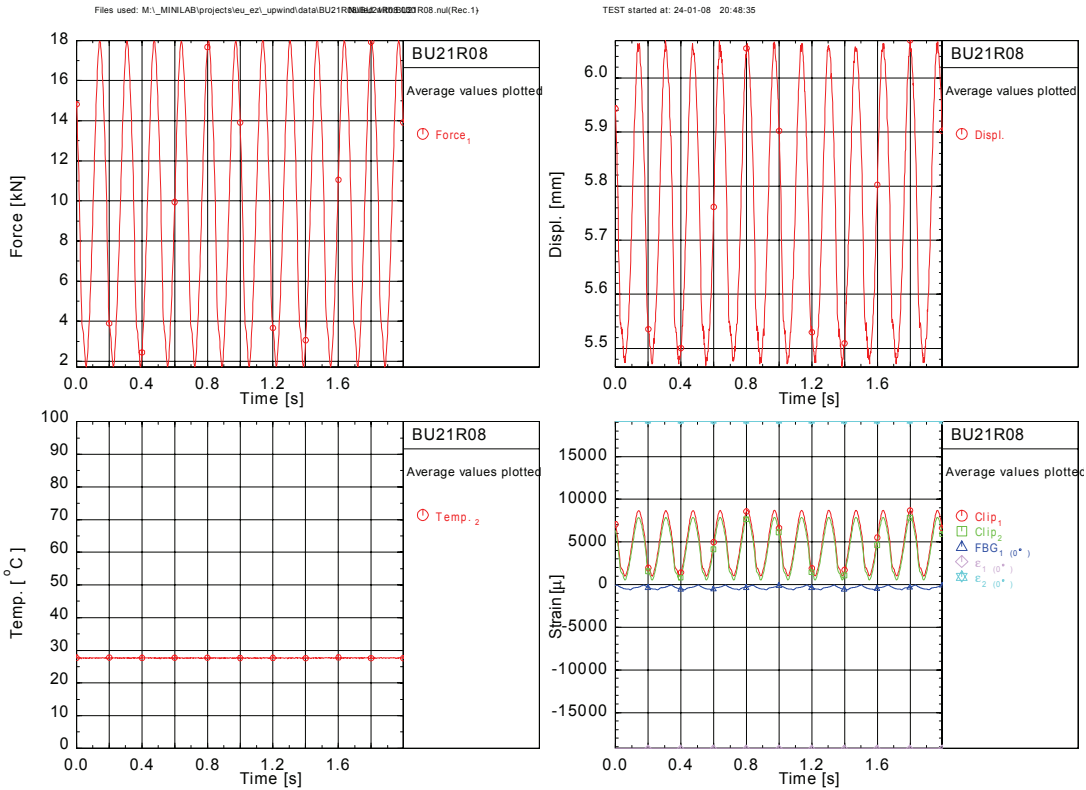 Files used: M:\_MINILAB\projects\eu_ez\_upwind\data\BU21R08
R08.nul(Rec.1)
TEST started at: 24-01-08 20:48:35
18
16
14
12
10
8
6
4
2
Force [kN]
0.0 0.4 0.8 1.2 1.6
Time [s]
BU21R08
Average values plotted
Force1
6.0
5.9
5.8
5.7
5.6
5.5
Displ. [mm]
0.0 0.4 0.8 1.2 1.6
Time [s]
BU21R08
Average values plotted
Displ.
100
90
80
70
60
50
40
30
20
10
0
Temp. [°C]
0.0 0.4 0.8 1.2 1.6
Time [s]
BU21R08
Average values plotted
Temp.2
15000
10000
5000
0
-5000
-10000
-15000
Strain [µ]
0.0 0.4 0.8 1.2 1.6
Time [s]
BU21R08
Average values plotted
Clip1
Clip2
FBG1 (0°)
ε1 (0°)
ε2 (0°)